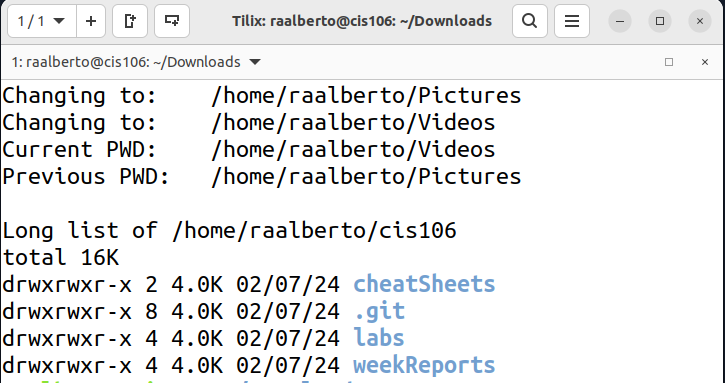 1 / 1
Tilix: raalberto@cis106: ~/Downloads
1: raalberto@cis106: ~/Downloads
Changing to:    /home/raalberto/Pictures
Changing to:    /home/raalberto/Videos
Current PWD:    /home/raalberto/Videos
Previous PWD:   /home/raalberto/Pictures
Long list of /home/raalberto/cis106
total 16K
drwxrwxr-x 2 4.0K 02/07/24 cheatSheets
drwxrwxr-x 8 4.0K 02/07/24 .git
drwxrwxr-x 4 4.0K 02/07/24 labs
drwxrwxr-x 4 4.0K 02/07/24 weekReports